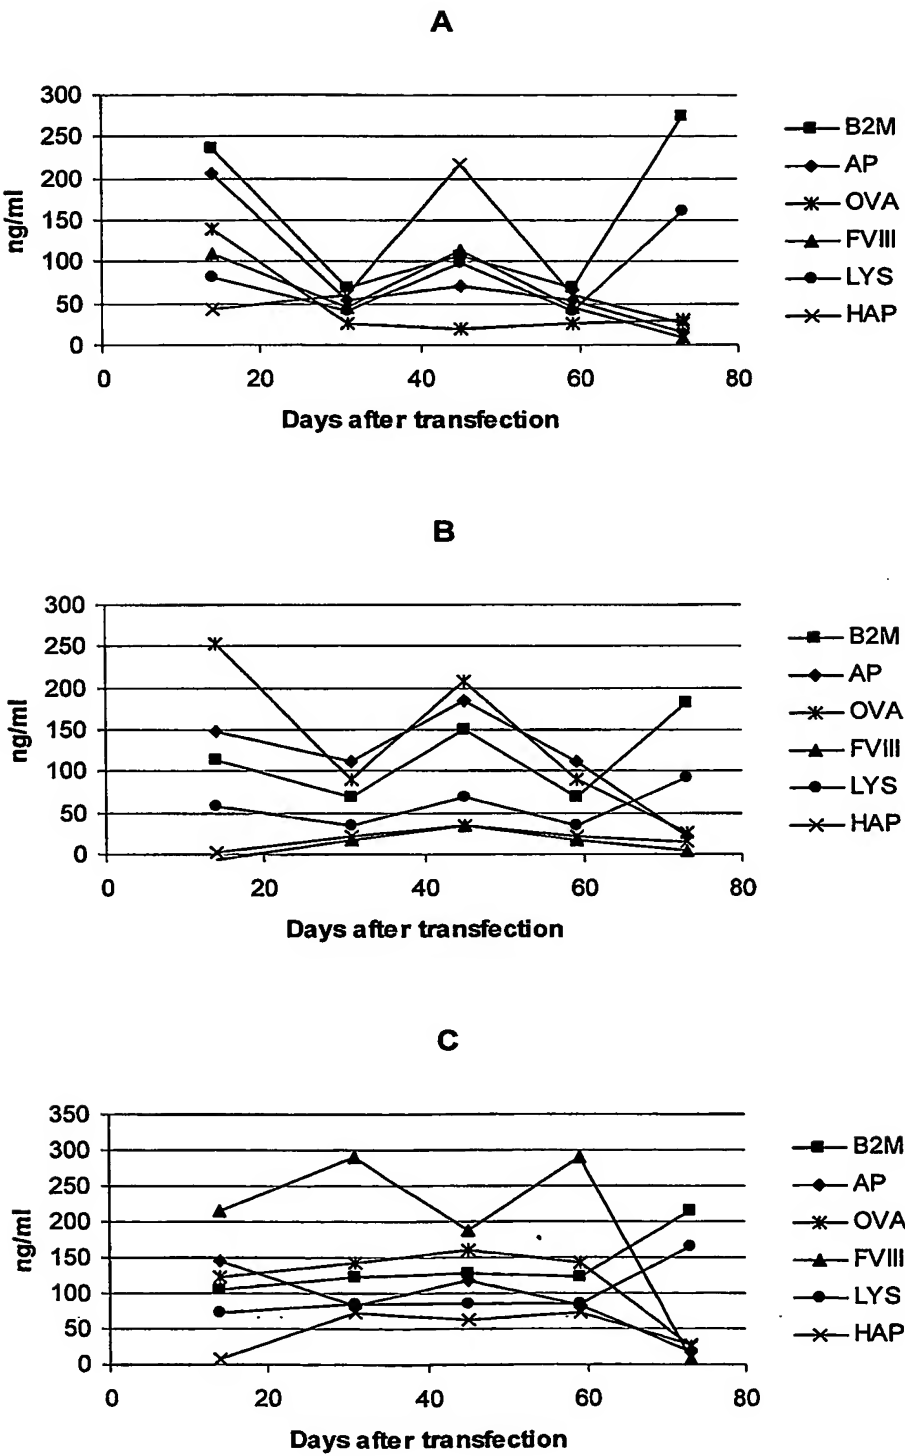 A
300
250
200
150
100
50
0
ng/ml
0 20 40 60 80
Days after transfection
B2M
AP
OVA
FVIII
LYS
HAP
B
300
250
200
150
100
50
0
ng/ml
0 20 40 60 80
Days after transfection
B2M
AP
OVA
FVIII
LYS
HAP
C
350
300
250
200
150
100
50
0
ng/ml
0 20 40 60 80
Days after transfection
B2M
AP
OVA
FVIII
LYS
HAP